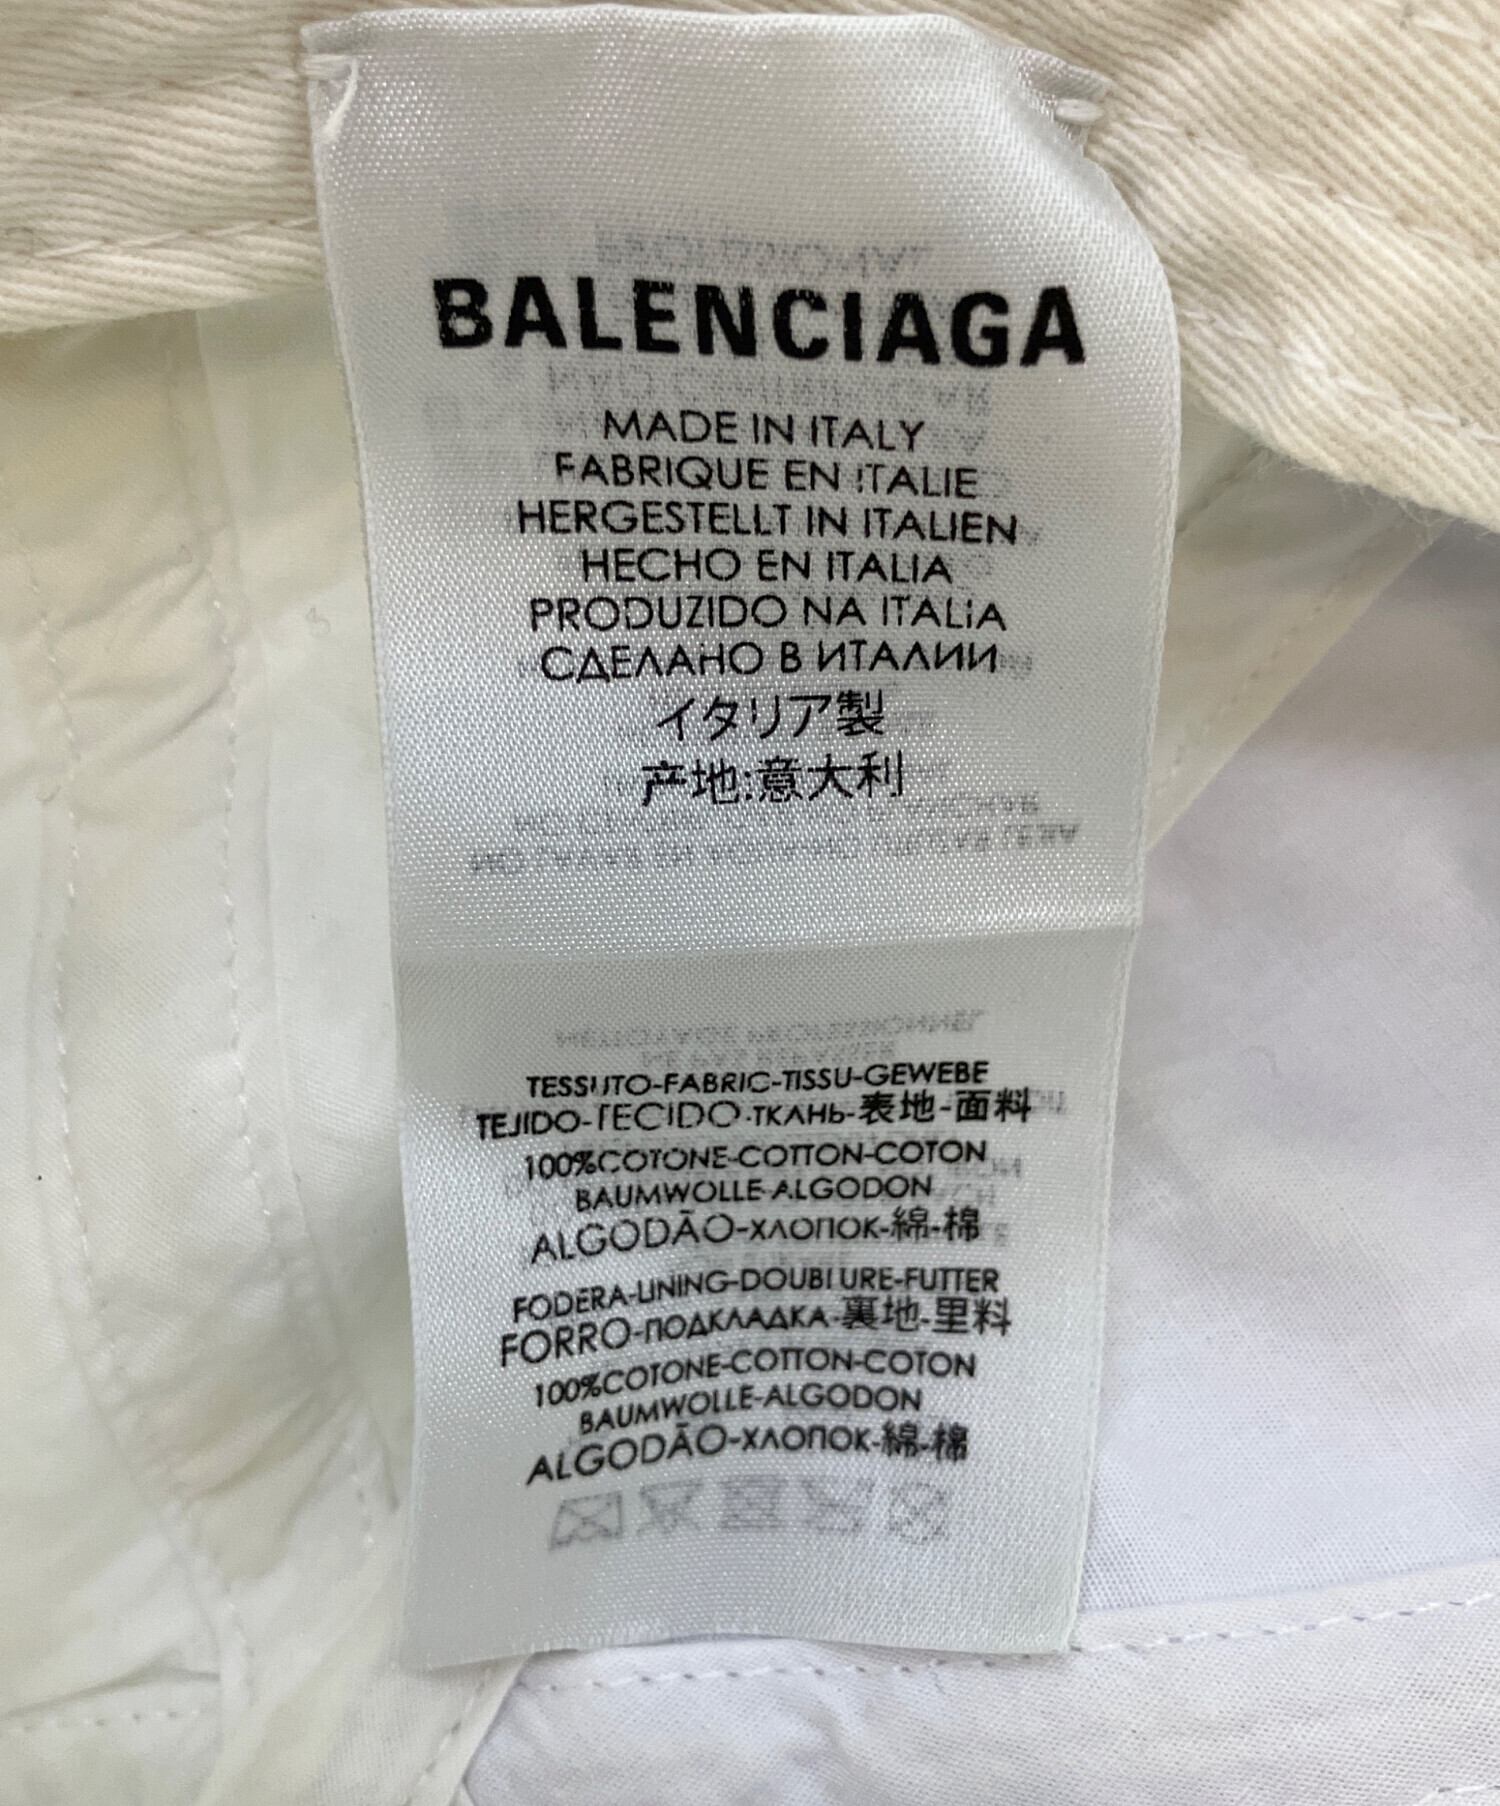 BALENCIAGA
MADE IN ITALY
FABRIQUE EN ITALIE
HERGESTELLT IN ITALIEN
HECHO EN ITALIA
PRODUZIDO NA ITALIA
СДЕЛАНО В ИТАЛИИ
イタリア製
产地:意大利
TESSUTO-FABRIC-TISSU-GEWEBE
TEJIDO-TECIDO-ТКАНЬ-表地-面料
100%COTONE-COTTON-COTON
BAUMWOLLE-ALGODON
ALGODÃO-ХЛОПОК-綿-棉
FODERA-LINING-DOUBLURE-FUTTER
FORRO-ПОДКЛАДКА-裏地-里料
100%COTONE-COTTON-COTON
BAUMWOLLE-ALGODON
ALGODÃO-ХЛОПОК-綿-棉